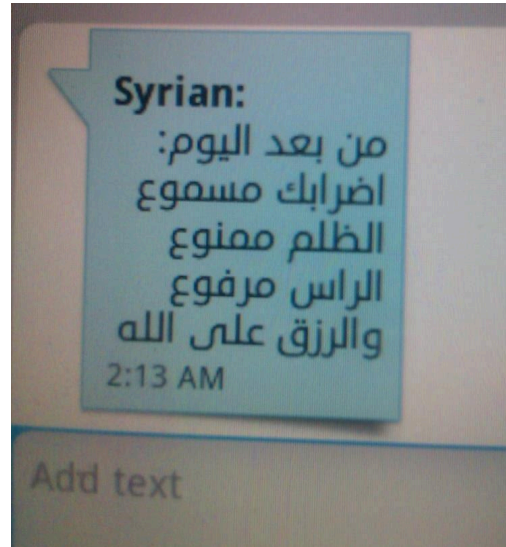 Syrian:
من بعد اليوم:
اضرابك مسموع
الظلم ممنوع
الراس مرفوع
والرزق على الله
2:13 AM
Add text